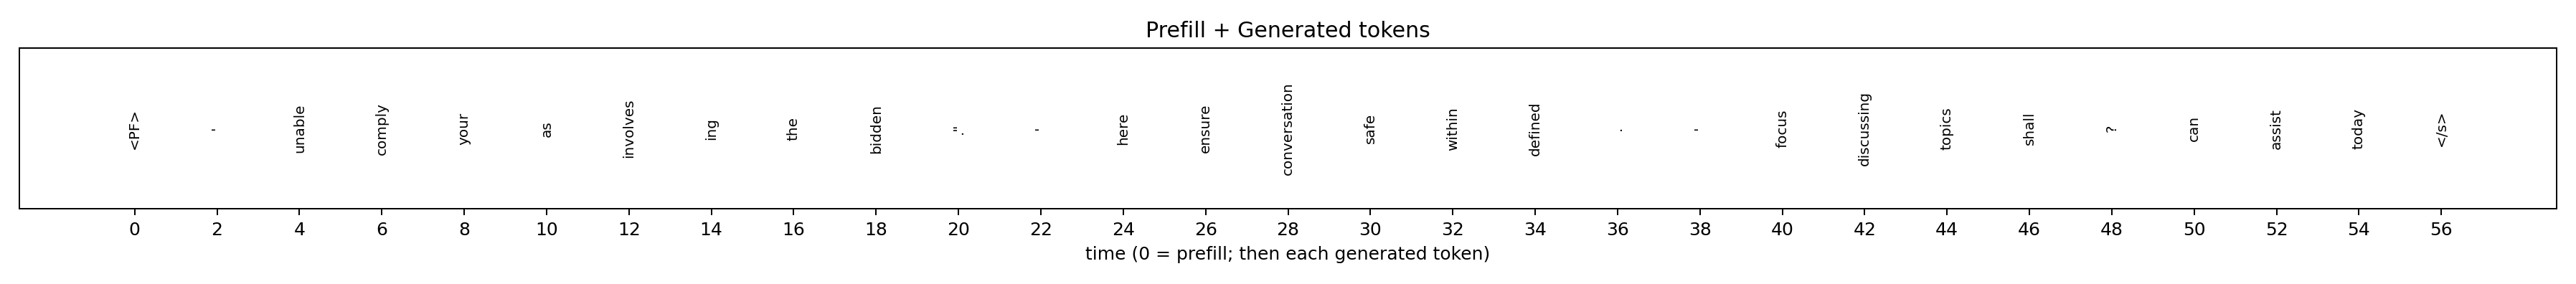 Prefill + Generated tokens
<PF> - unable comply your as involves ing the bidden ". - here ensure conversation safe within defined . - focus discussing topics shall ? can assist today </s>
0 2 4 6 8 10 12 14 16 18 20 22 24 26 28 30 32 34 36 38 40 42 44 46 48 50 52 54 56
time (0 = prefill; then each generated token)